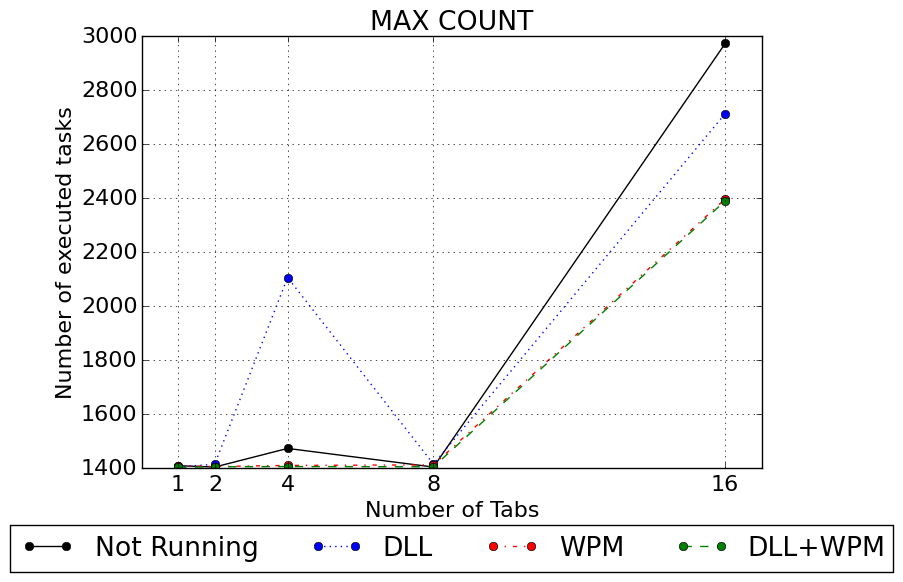 MAX COUNT
3000
2800
2600
2400
2200
2000
1800
1600
1400
Number of executed tasks
1 2 4 8 16
Number of Tabs
Not Running DLL WPM DLL+WPM